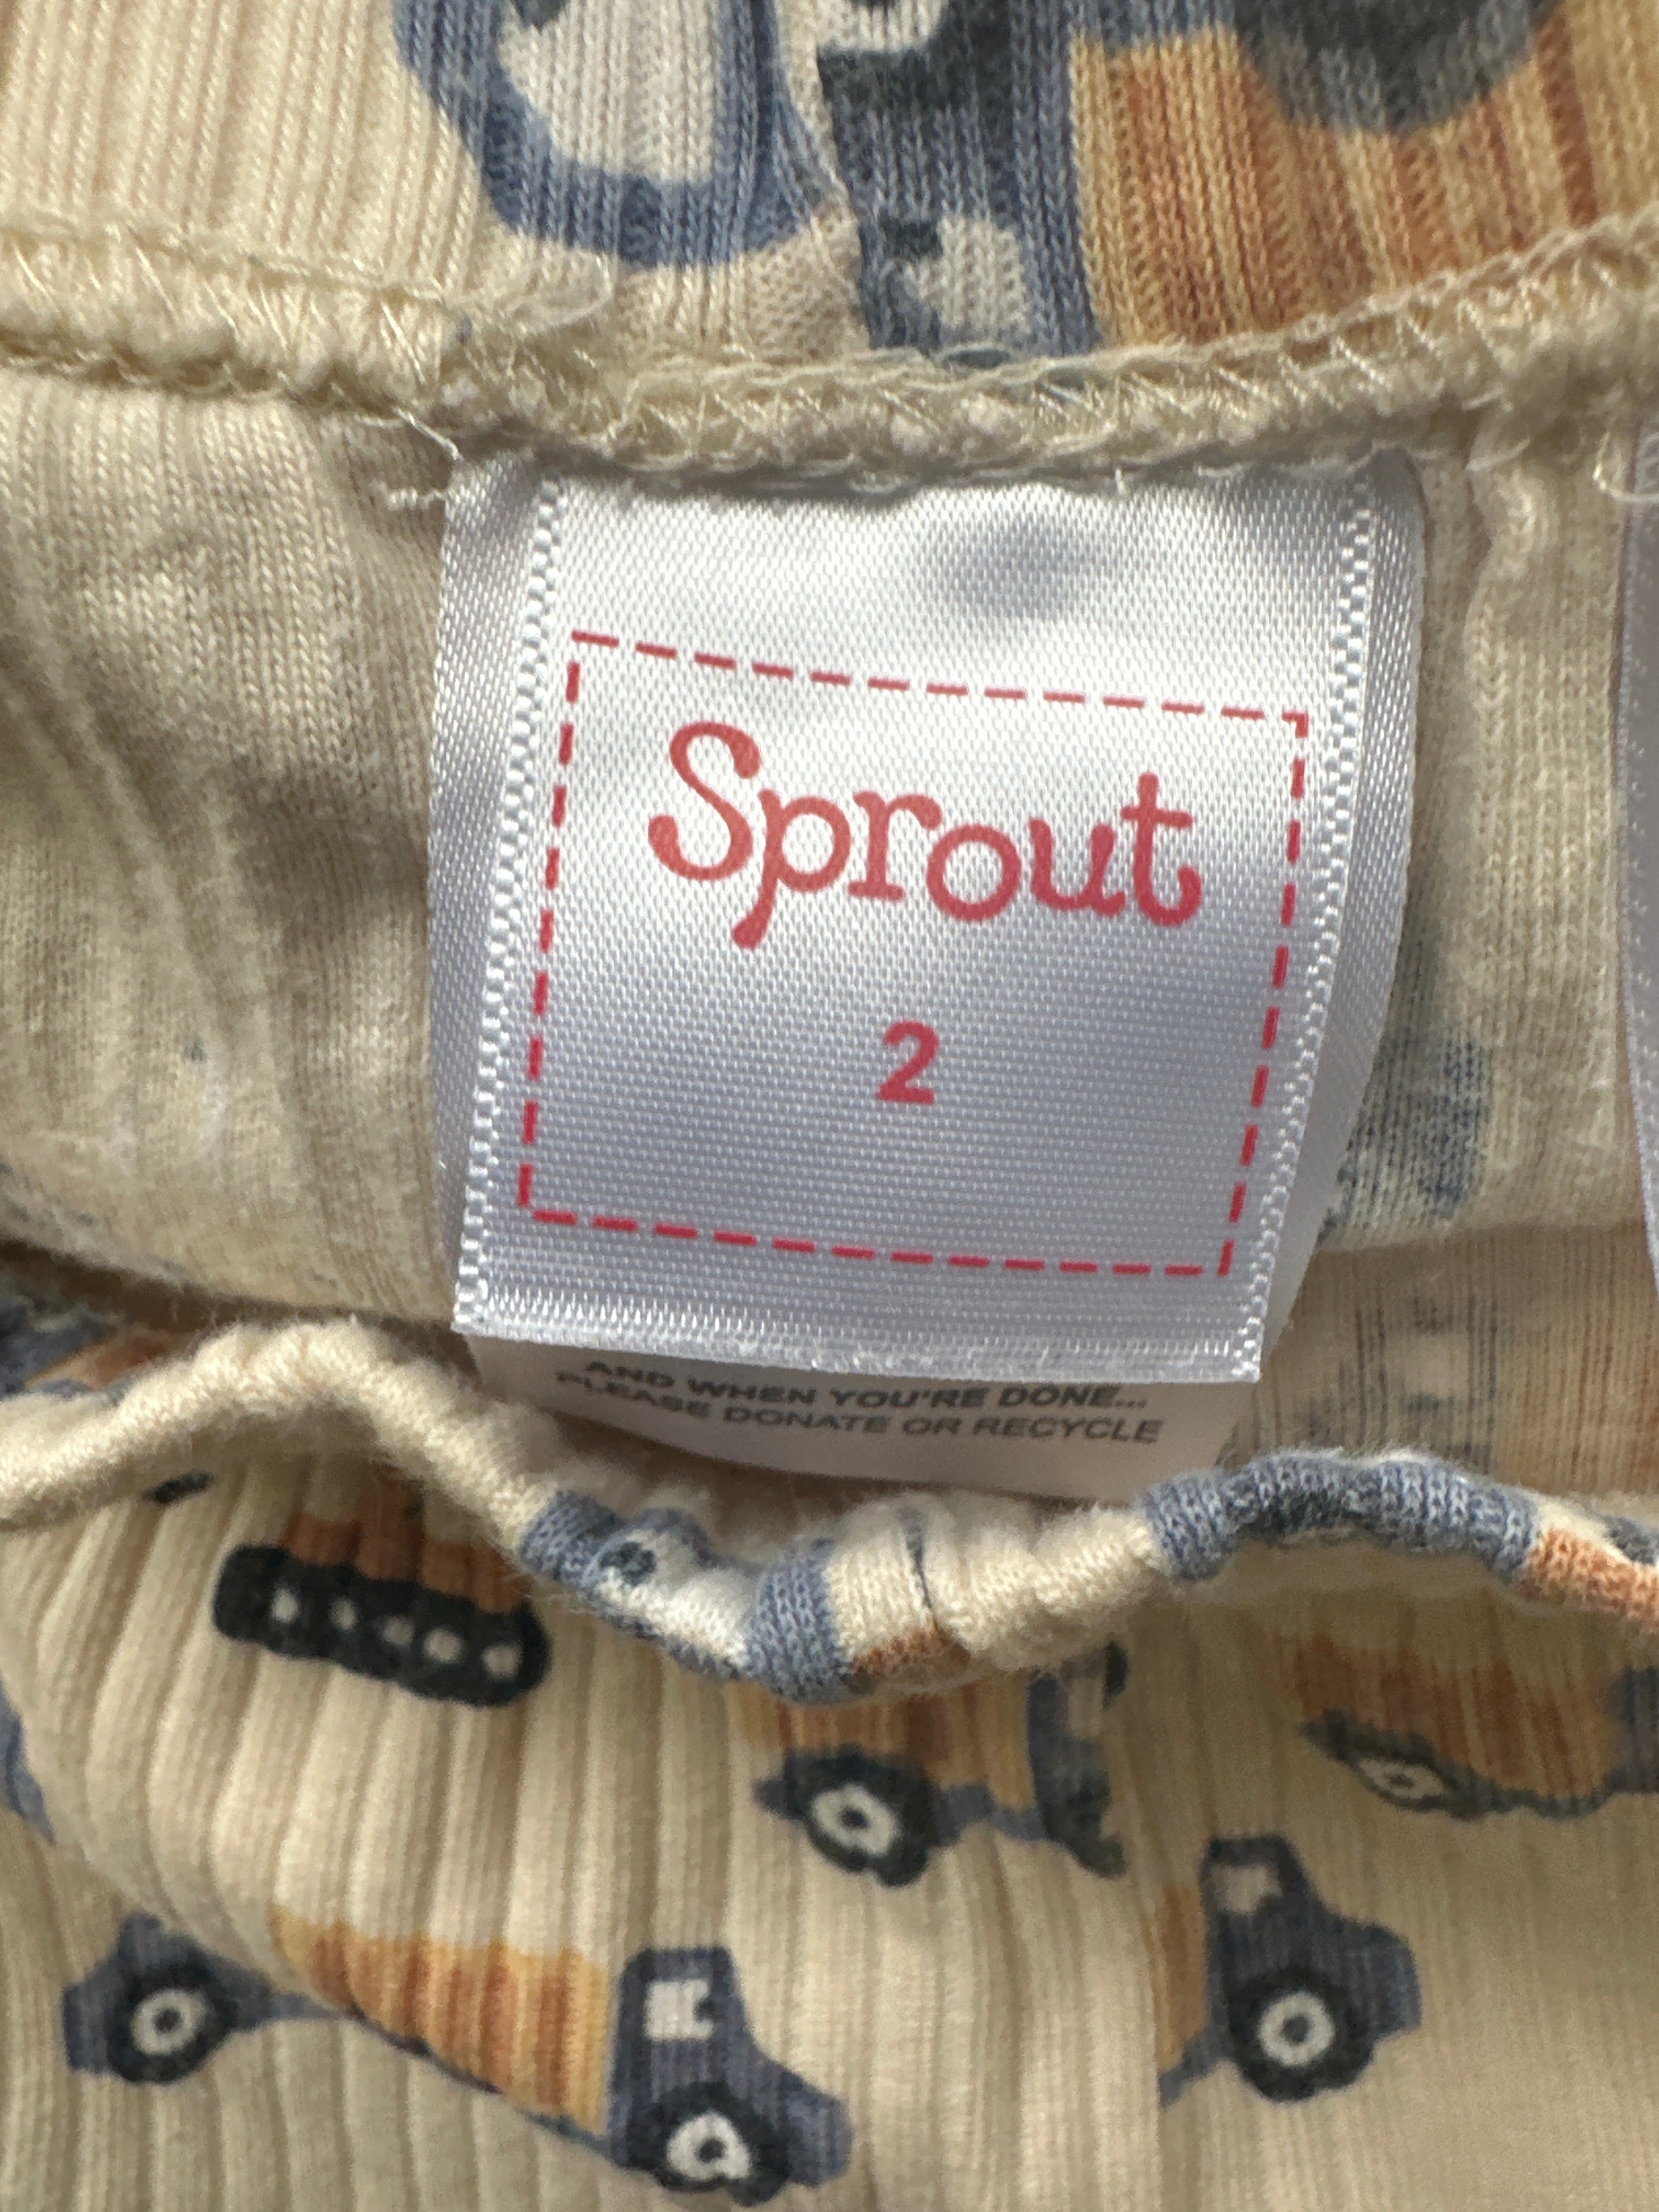 Sprout
2
AND WHEN YOU'RE DONE...
PLEASE DONATE OR RECYCLE